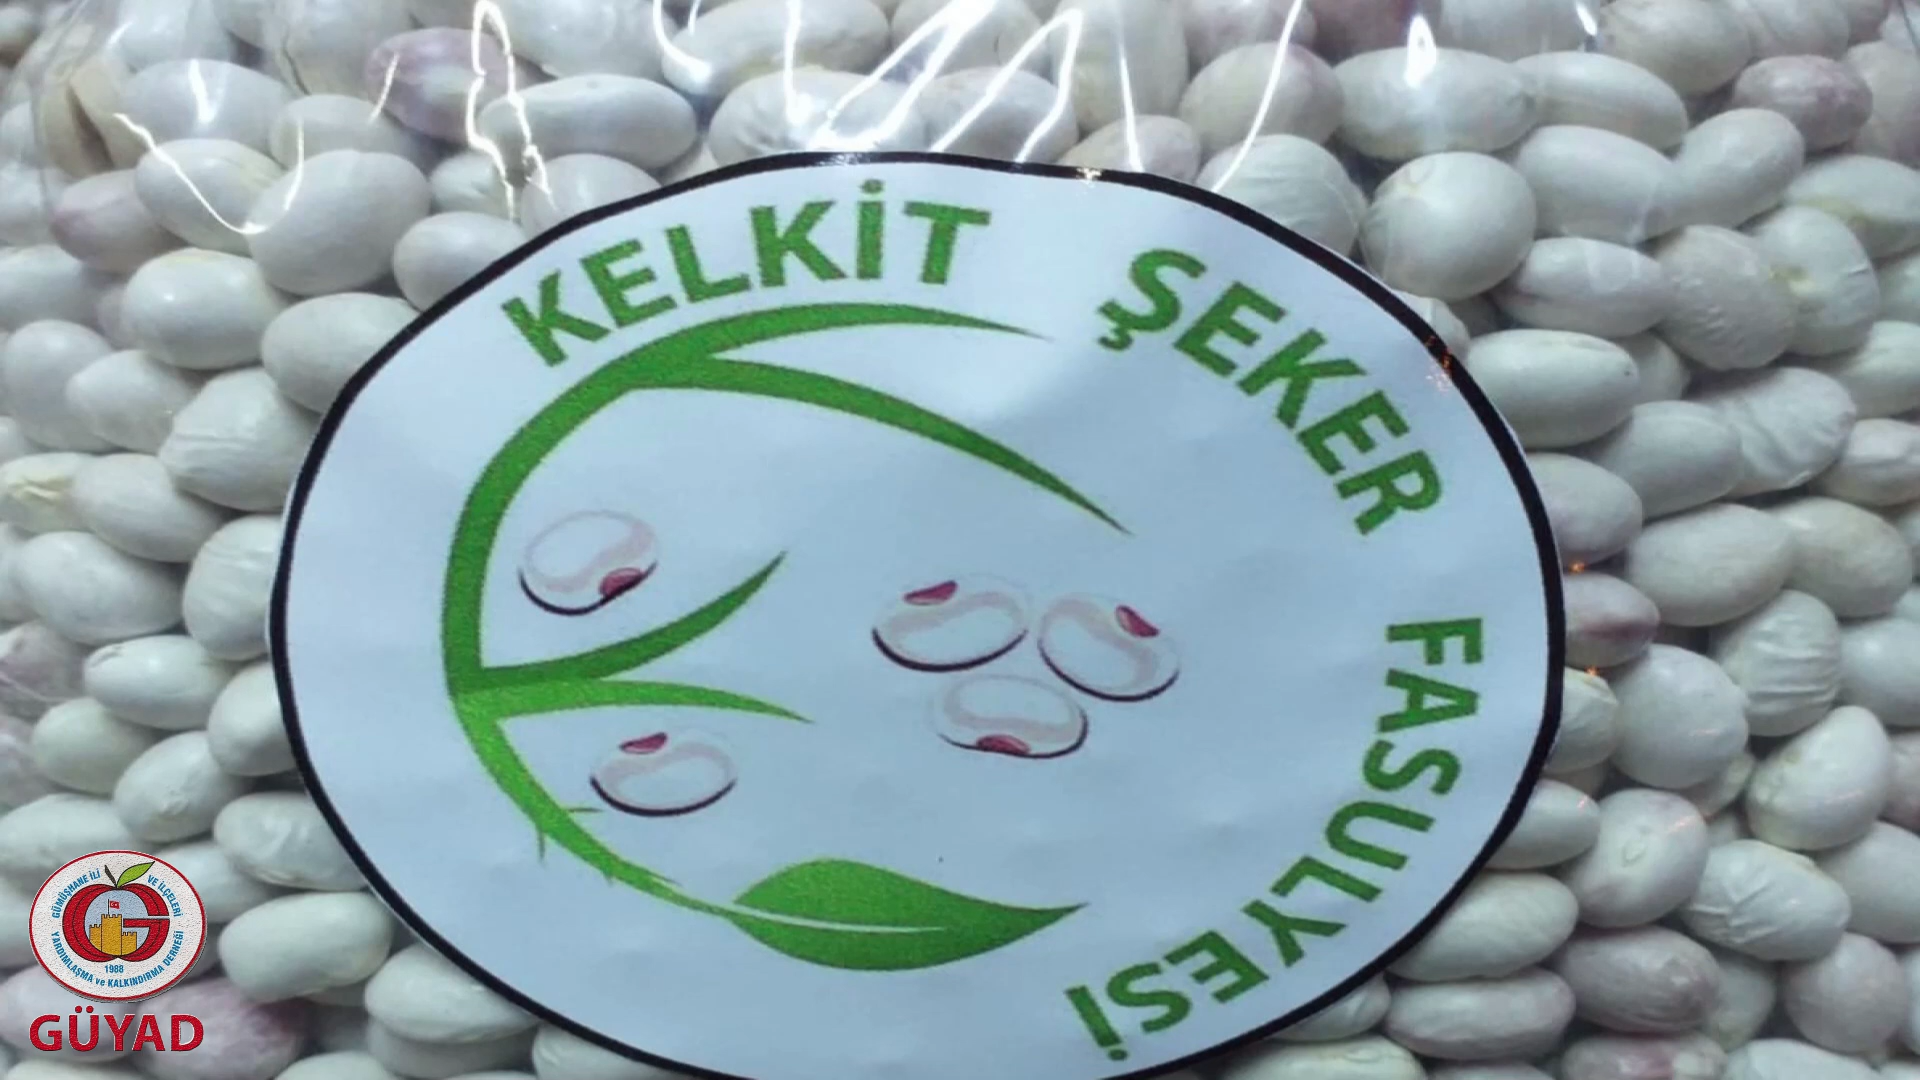 KELKİT ŞEKER FASULYESİ
GÜMÜŞHANE İLİ VE İLÇELERİ
YARDIMLAŞMA ve KALKINDIRMA DERNEĞİ
1988
GÜYAD